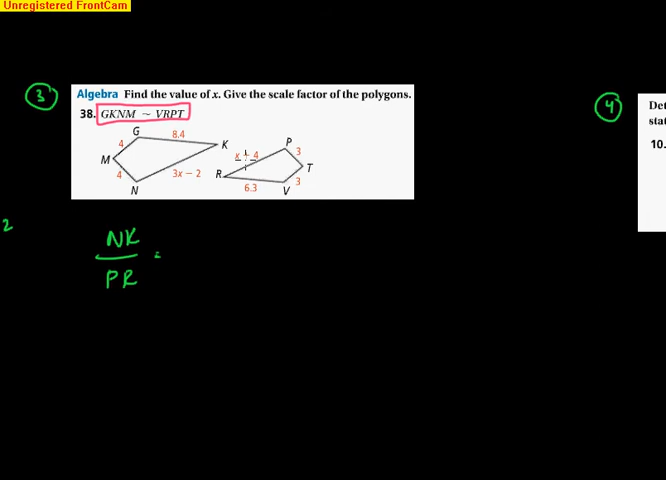 Unregistered FrontCam
3
Algebra Find the value of x. Give the scale factor of the polygons.
38. GKNM ~ VRPT
G 8.4 K
4
M
4
N
3x − 2
P 3
x + 4
R
T
3
6.3 V
4
Det
stat
10.
2
NK
PR
=